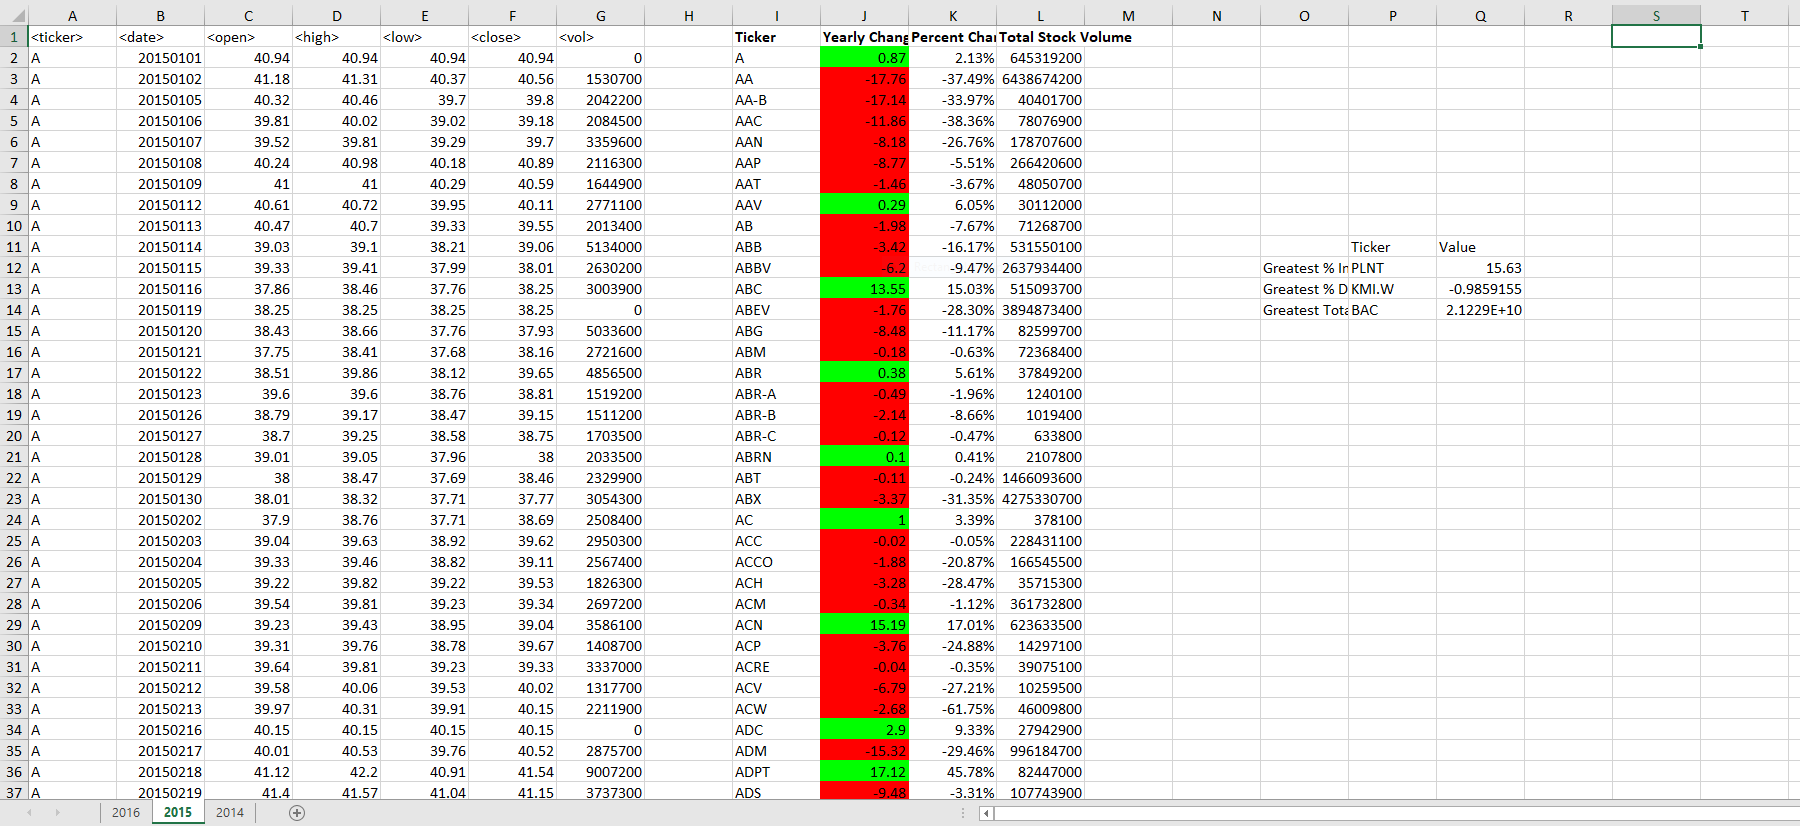 A B C D E F G H I J K L M N O P Q R S T
1 <ticker> <date> <open> <high> <low> <close> <vol> Ticker Yearly Chang Percent Chai Total Stock Volume
2 A 20150101 40.94 40.94 40.94 40.94 0 A 0.87 2.13% 645319200
3 A 20150102 41.18 41.31 40.37 40.56 1530700 AA -17.76 -37.49% 6438674200
4 A 20150105 40.32 40.46 39.7 39.8 2042200 AA-B -17.14 -33.97% 40401700
5 A 20150106 39.81 40.02 39.02 39.18 2084500 AAC -11.86 -38.36% 78076900
6 A 20150107 39.52 39.81 39.29 39.7 3359600 AAN -8.18 -26.76% 178707600
7 A 20150108 40.24 40.98 40.18 40.89 2116300 AAP -8.77 -5.51% 266420600
8 A 20150109 41 41 40.29 40.59 1644900 AAT -1.46 -3.67% 48050700
9 A 20150112 40.61 40.72 39.95 40.11 2771100 AAV 0.29 6.05% 30112000
10 A 20150113 40.47 40.7 39.33 39.55 2013400 AB -1.98 -7.67% 71268700
11 A 20150114 39.03 39.1 38.21 39.06 5134000 ABB -3.42 -16.17% 531550100 Ticker Value
12 A 20150115 39.33 39.41 37.99 38.01 2630200 ABBV -6.2 -9.47% 2637934400 Greatest % In PLNT 15.63
13 A 20150116 37.86 38.46 37.76 38.25 3003900 ABC 13.55 15.03% 515093700 Greatest % D KMI.W -0.9859155
14 A 20150119 38.25 38.25 38.25 38.25 0 ABEV -1.76 -28.30% 3894873400 Greatest Tota BAC 2.1229E+10
15 A 20150120 38.43 38.66 37.76 37.93 5033600 ABG -8.48 -11.17% 82599700
16 A 20150121 37.75 38.41 37.68 38.16 2721600 ABM -0.18 -0.63% 72368400
17 A 20150122 38.51 39.86 38.12 39.65 4856500 ABR 0.38 5.61% 37849200
18 A 20150123 39.6 39.6 38.76 38.81 1519200 ABR-A -0.49 -1.96% 1240100
19 A 20150126 38.79 39.17 38.47 39.15 1511200 ABR-B -2.14 -8.66% 1019400
20 A 20150127 38.7 39.25 38.58 38.75 1703500 ABR-C -0.12 -0.47% 633800
21 A 20150128 39.01 39.05 37.96 38 2033500 ABRN 0.1 0.41% 2107800
22 A 20150129 38 38.47 37.69 38.46 2329900 ABT -0.11 -0.24% 1466093600
23 A 20150130 38.01 38.32 37.71 37.77 3054300 ABX -3.37 -31.35% 4275330700
24 A 20150202 37.9 38.76 37.71 38.69 2508400 AC 1 3.39% 378100
25 A 20150203 39.04 39.63 38.92 39.62 2950300 ACC -0.02 -0.05% 228431100
26 A 20150204 39.33 39.46 38.82 39.11 2567400 ACCO -1.88 -20.87% 166545500
27 A 20150205 39.22 39.82 39.22 39.53 1826300 ACH -3.28 -28.47% 35715300
28 A 20150206 39.54 39.81 39.23 39.34 2697200 ACM -0.34 -1.12% 361732800
29 A 20150209 39.23 39.43 38.95 39.04 3586100 ACN 15.19 17.01% 623633500
30 A 20150210 39.31 39.76 38.78 39.67 1408700 ACP -3.76 -24.88% 14297100
31 A 20150211 39.64 39.81 39.23 39.33 3337000 ACRE -0.04 -0.35% 39075100
32 A 20150212 39.58 40.06 39.53 40.02 1317700 ACV -6.79 -27.21% 10259500
33 A 20150213 39.97 40.31 39.91 40.15 2211900 ACW -2.68 -61.75% 46009800
34 A 20150216 40.15 40.15 40.15 40.15 0 ADC 2.9 9.33% 27942900
35 A 20150217 40.01 40.53 39.76 40.52 2875700 ADM -15.32 -29.46% 996184700
36 A 20150218 41.12 42.2 40.91 41.54 9007200 ADPT 17.12 45.78% 82447000
37 A 20150219 41.4 41.57 41.04 41.15 3737300 ADS -9.48 -3.31% 107743900
2016 2015 2014